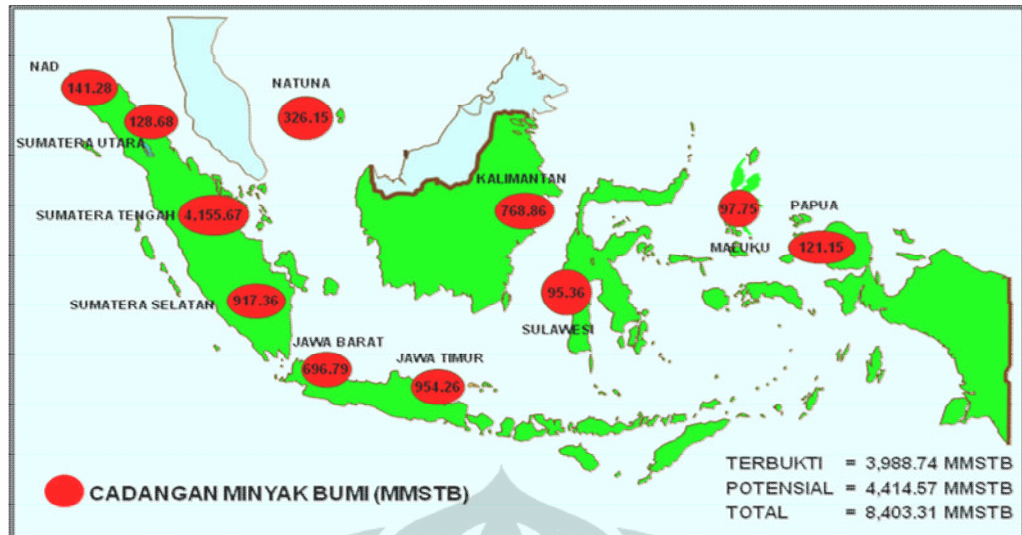 NAD
141.28
NATUNA
326.15
128.68
SUMATERA UTARA
KALIMANTAN
768.86
SUMATERA TENGAH
4,155.67
97.75
PAPUA
MALUKU
121.15
SUMATERA SELATAN
917.36
95.36
SULAWESI
JAWA BARAT
696.79
JAWA TIMUR
954.26
CADANGAN MINYAK BUMI (MMSTB)
TERBUKTI = 3,988.74 MMSTB
POTENSIAL = 4,414.57 MMSTB
TOTAL = 8,403.31 MMSTB